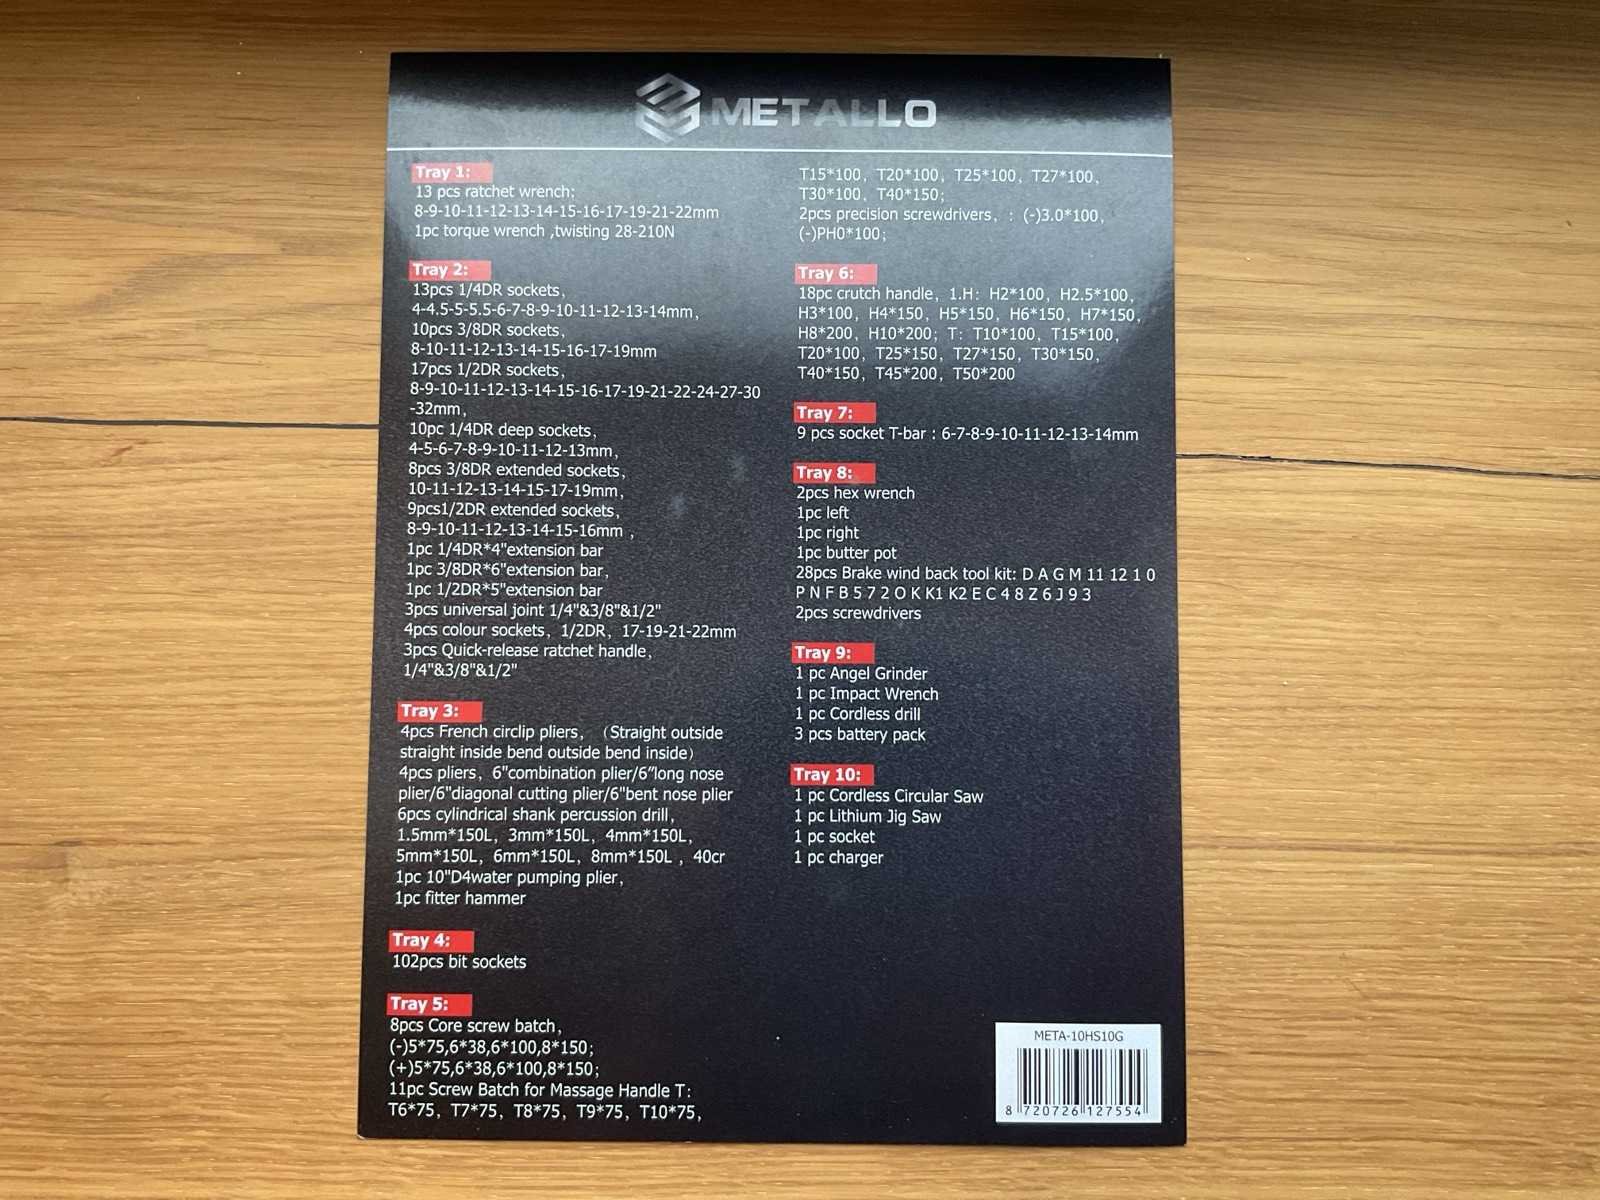 METALLO
Tray 1:
13 pcs ratchet wrench;
8-9-10-11-12-13-14-15-16-17-19-21-22mm
1pc torque wrench ,twisting 28-210N
Tray 2:
13pcs 1/4DR sockets,
4-4.5-5-5.5-6-7-8-9-10-11-12-13-14mm,
10pcs 3/8DR sockets,
8-10-11-12-13-14-15-16-17-19mm
17pcs 1/2DR sockets,
8-9-10-11-12-13-14-15-16-17-19-21-22-24-27-30
-32mm,
10pc 1/4DR deep sockets,
4-5-6-7-8-9-10-11-12-13mm,
8pcs 3/8DR extended sockets,
10-11-12-13-14-15-17-19mm,
9pcs1/2DR extended sockets,
8-9-10-11-12-13-14-15-16mm ,
1pc 1/4DR*4"extension bar
1pc 3/8DR*6"extension bar,
1pc 1/2DR*5"extension bar
3pcs universal joint 1/4"&3/8"&1/2"
4pcs colour sockets, 1/2DR, 17-19-21-22mm
3pcs Quick-release ratchet handle,
1/4"&3/8"&1/2"
Tray 3:
4pcs French circlip pliers, （Straight outside
straight inside bend outside bend inside）
4pcs pliers, 6"combination plier/6"long nose
plier/6"diagonal cutting plier/6"bent nose plier
6pcs cylindrical shank percussion drill,
1.5mm*150L, 3mm*150L, 4mm*150L,
5mm*150L, 6mm*150L, 8mm*150L , 40cr
1pc 10"D4water pumping plier,
1pc fitter hammer
Tray 4:
102pcs bit sockets
Tray 5:
8pcs Core screw batch,
(-)5*75,6*38,6*100,8*150;
(+)5*75,6*38,6*100,8*150;
11pc Screw Batch for Massage Handle T:
T6*75, T7*75, T8*75, T9*75, T10*75,
T15*100, T20*100, T25*100, T27*100,
T30*100, T40*150;
2pcs precision screwdrivers, : (-)3.0*100,
(-)PH0*100;
Tray 6:
18pc crutch handle, 1.H: H2*100, H2.5*100,
H3*100, H4*150, H5*150, H6*150, H7*150,
H8*200, H10*200; T: T10*100, T15*100,
T20*100, T25*150, T27*150, T30*150,
T40*150, T45*200, T50*200
Tray 7:
9 pcs socket T-bar : 6-7-8-9-10-11-12-13-14mm
Tray 8:
2pcs hex wrench
1pc left
1pc right
1pc butter pot
28pcs Brake wind back tool kit: D A G M 11 12 1 0
P N F B 5 7 2 O K K1 K2 E C 4 8 Z 6 J 9 3
2pcs screwdrivers
Tray 9:
1 pc Angel Grinder
1 pc Impact Wrench
1 pc Cordless drill
3 pcs battery pack
Tray 10:
1 pc Cordless Circular Saw
1 pc Lithium Jig Saw
1 pc socket
1 pc charger
META-10HS10G
8 720726 127554